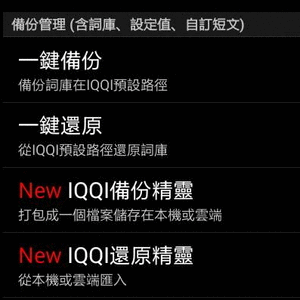 備份管理 (含詞庫、設定值、自訂短文)
一鍵備份
備份詞庫在IQQI預設路徑
一鍵還原
從IQQI預設路徑還原詞庫
New IQQI備份精靈
打包成一個檔案儲存在本機或雲端
New IQQI還原精靈
從本機或雲端匯入